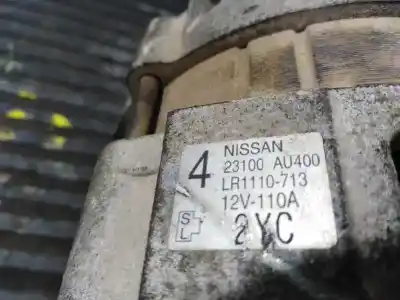 4 NISSAN
23100 AU400
LR1110-713
12V-110A
S
L
2YC